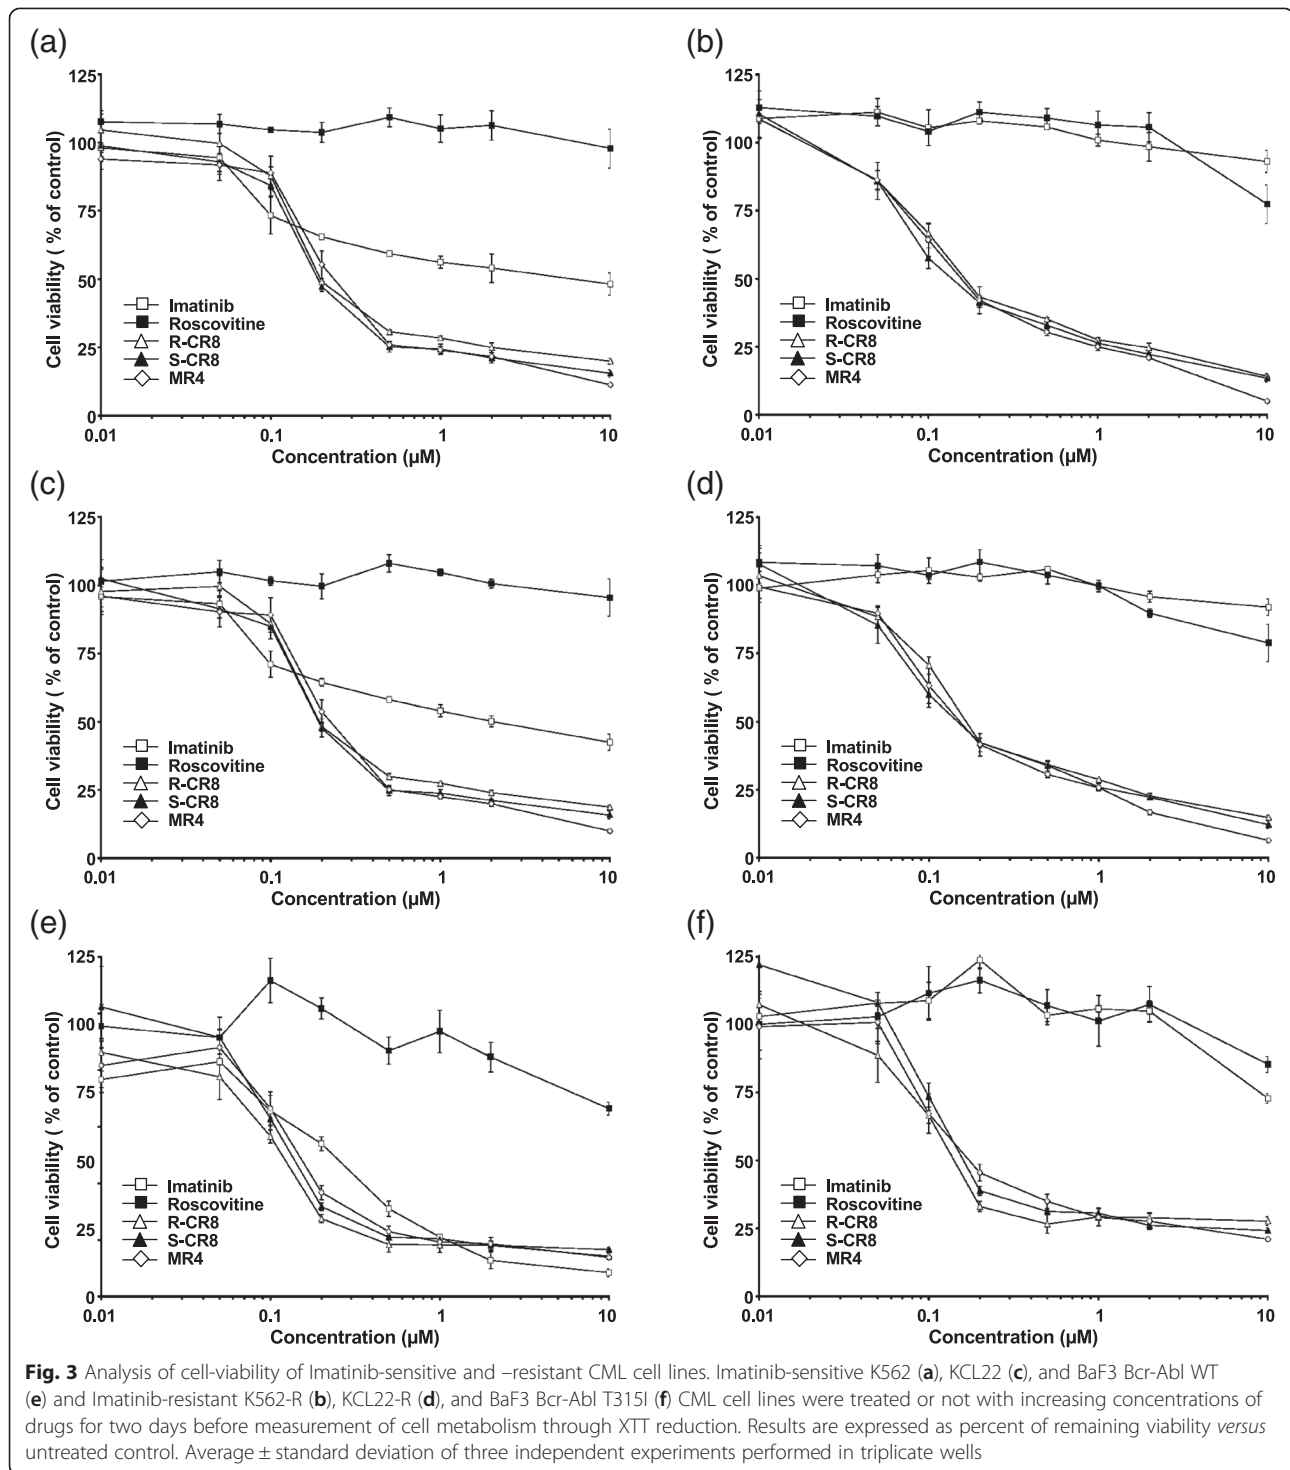 (a)
125
100
75
50
25
0
Cell viability ( % of control)
Imatinib
Roscovitine
R-CR8
S-CR8
MR4
0.01 0.1 1 10
Concentration (µM)
(b)
125
100
75
50
25
0
Cell viability ( % of control)
Imatinib
Roscovitine
R-CR8
S-CR8
MR4
0.01 0.1 1 10
Concentration (µM)
(c)
125
100
75
50
25
0
Cell viability ( % of control)
Imatinib
Roscovitine
R-CR8
S-CR8
MR4
0.01 0.1 1 10
Concentration (µM)
(d)
125
100
75
50
25
0
Cell viability ( % of control)
Imatinib
Roscovitine
R-CR8
S-CR8
MR4
0.01 0.1 1 10
Concentration (µM)
(e)
125
100
75
50
25
0
Cell viability ( % of control)
Imatinib
Roscovitine
R-CR8
S-CR8
MR4
0.01 0.1 1 10
Concentration (µM)
(f)
125
100
75
50
25
0
Cell viability ( % of control)
Imatinib
Roscovitine
R-CR8
S-CR8
MR4
0.01 0.1 1 10
Concentration (µM)
Fig. 3 Analysis of cell-viability of Imatinib-sensitive and –resistant CML cell lines. Imatinib-sensitive K562 (a), KCL22 (c), and BaF3 Bcr-Abl WT
(e) and Imatinib-resistant K562-R (b), KCL22-R (d), and BaF3 Bcr-Abl T315I (f) CML cell lines were treated or not with increasing concentrations of
drugs for two days before measurement of cell metabolism through XTT reduction. Results are expressed as percent of remaining viability versus
untreated control. Average ± standard deviation of three independent experiments performed in triplicate wells